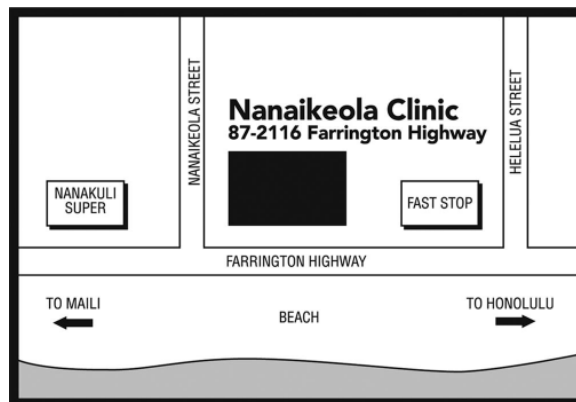 NANAIKEOLA STREET
HELELUA STREET
Nanaikeola Clinic
87-2116 Farrington Highway
NANAKULI
SUPER
FAST STOP
FARRINGTON HIGHWAY
TO MAILI
TO HONOLULU
BEACH